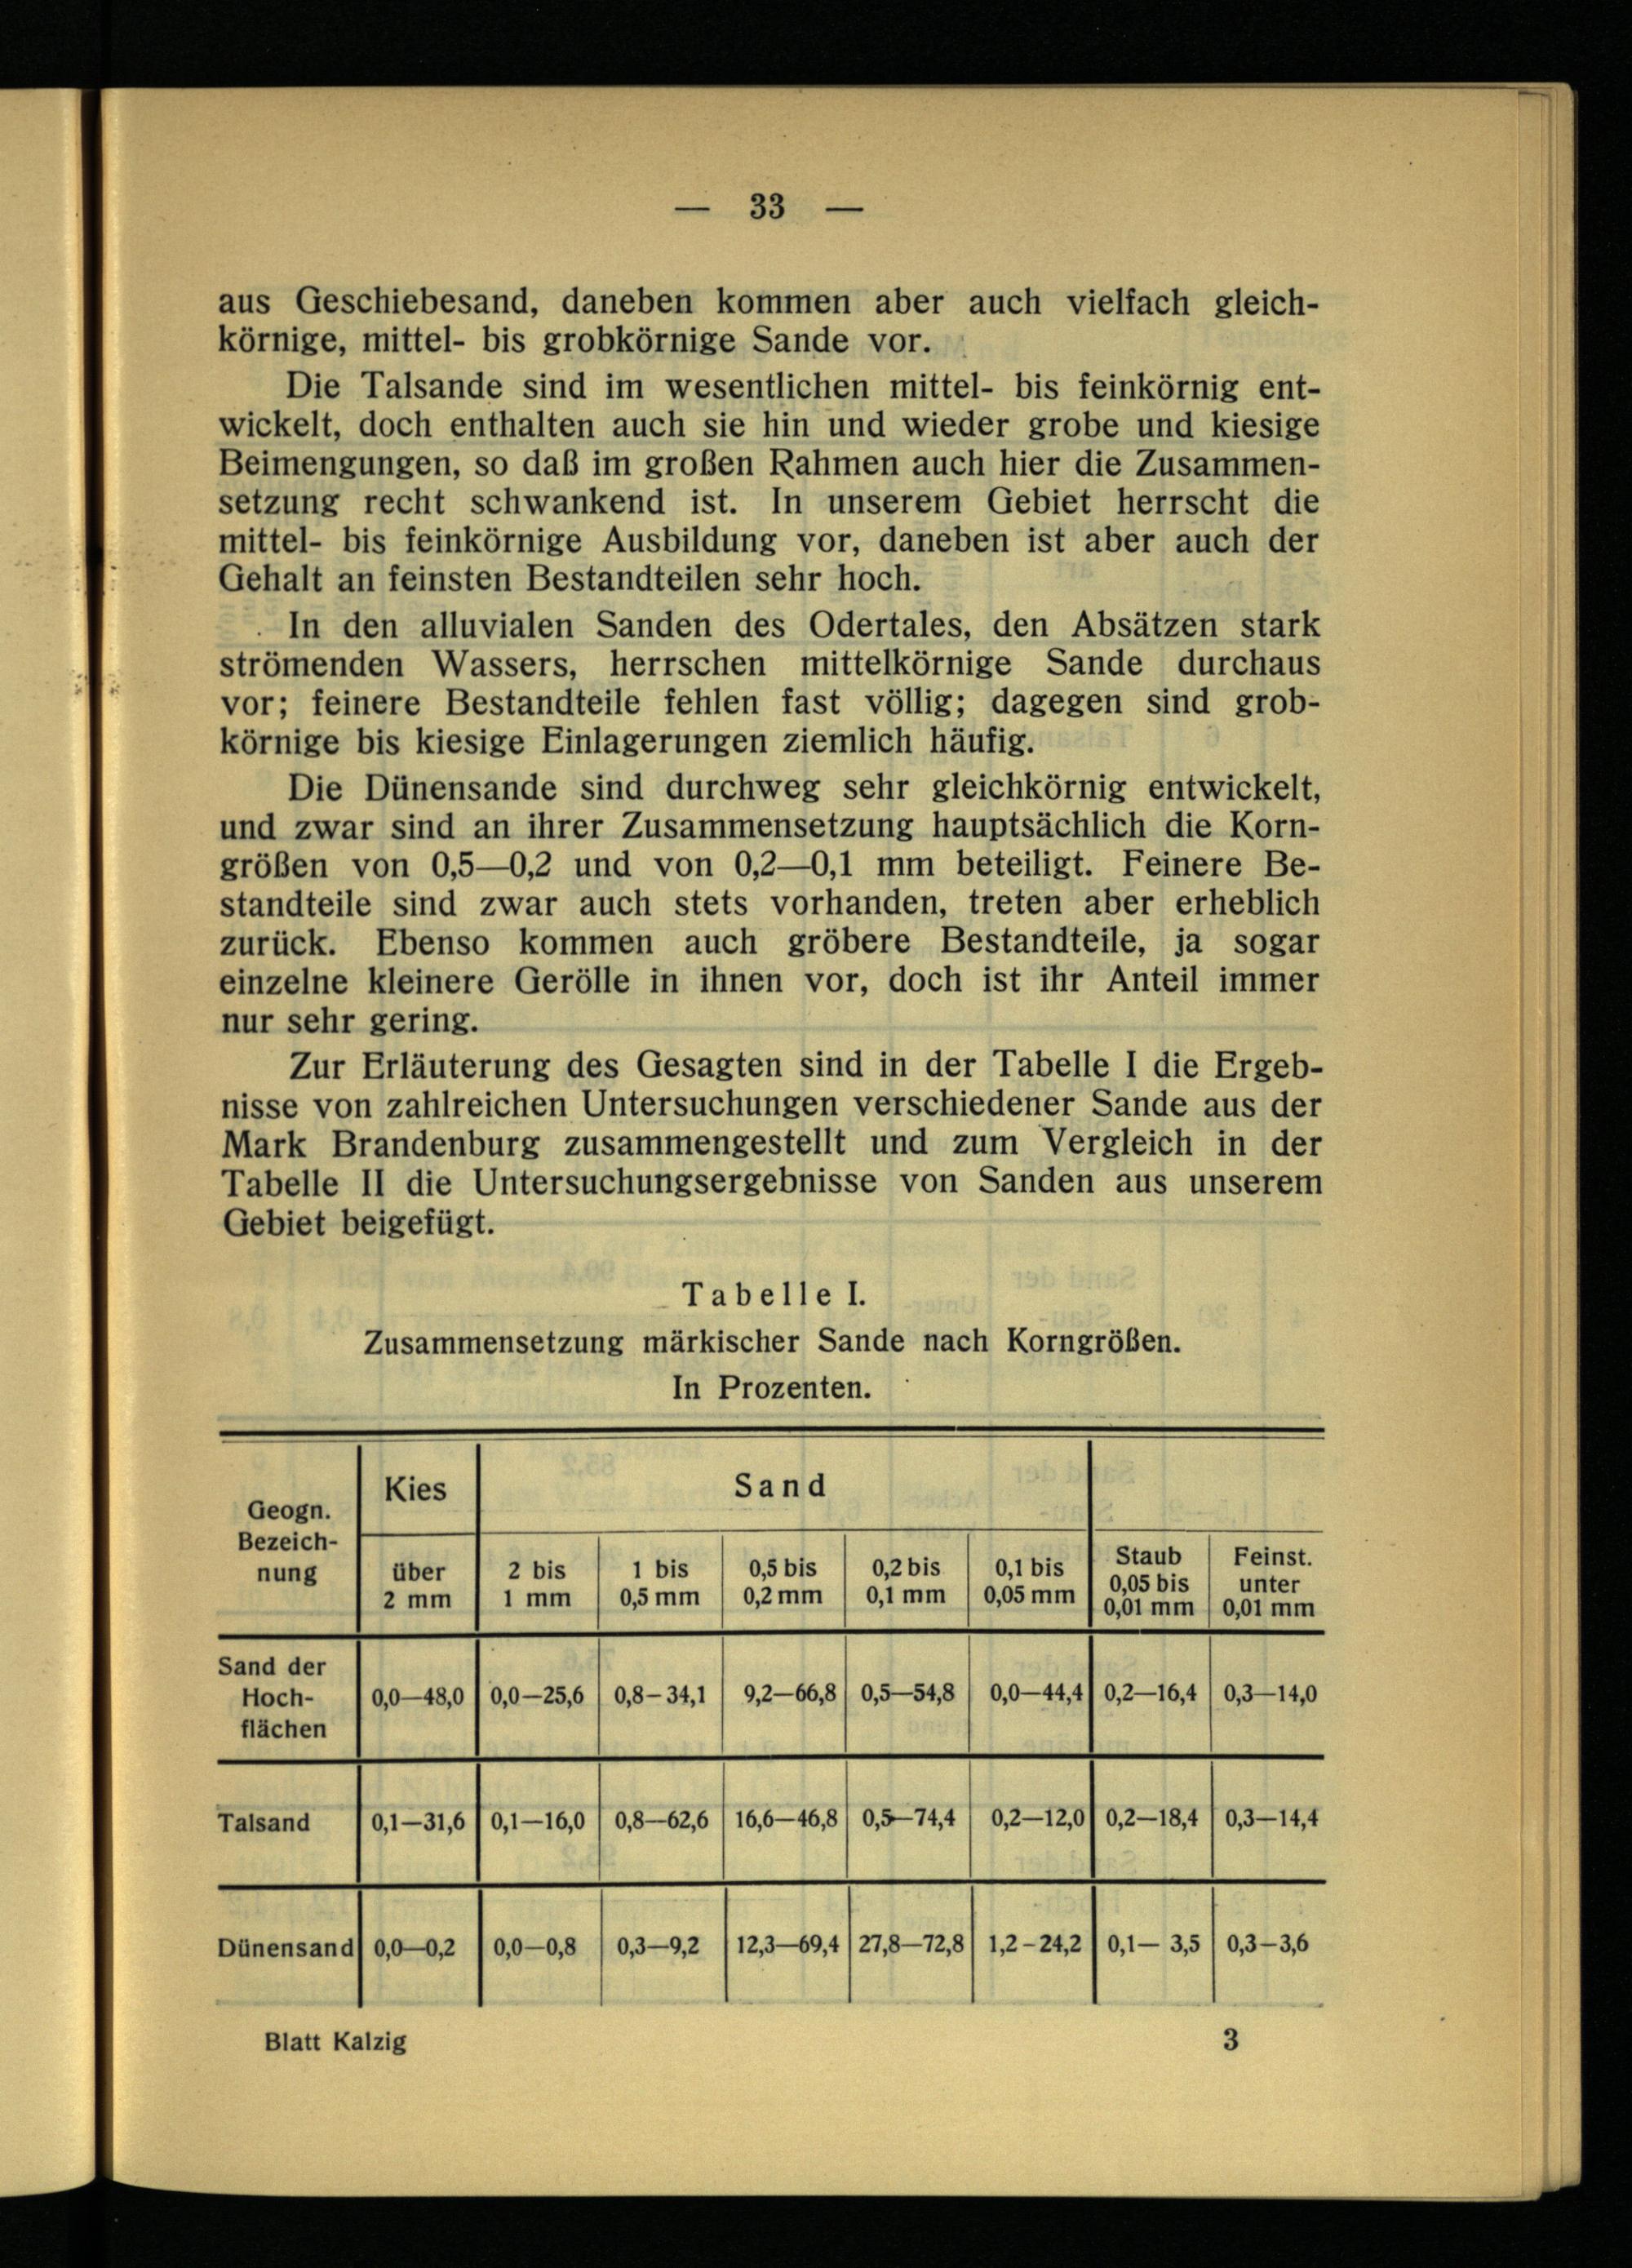 — 33 —
aus Geschiebesand, daneben kommen aber auch vielfach gleich-
körnige, mittel- bis grobkörnige Sande vor.
Die Talsande sind im wesentlichen mittel- bis feinkörnig ent-
wickelt, doch enthalten auch sie hin und wieder grobe und kiesige
Beimengungen, so daß im großen Rahmen auch hier die Zusammen-
setzung recht schwankend ist. In unserem Gebiet herrscht die
mittel- bis feinkörnige Ausbildung vor, daneben ist aber auch der
Gehalt an feinsten Bestandteilen sehr hoch.
In den alluvialen Sanden des Odertales, den Absätzen stark
strömenden Wassers, herrschen mittelkörnige Sande durchaus
vor; feinere Bestandteile fehlen fast völlig; dagegen sind grob-
körnige bis kiesige Einlagerungen ziemlich häufig.
Die Dünensande sind durchweg sehr gleichkörnig entwickelt,
und zwar sind an ihrer Zusammensetzung hauptsächlich die Korn-
größen von 0,5—0,2 und von 0,2—0,1 mm beteiligt. Feinere Be-
standteile sind zwar auch stets vorhanden, treten aber erheblich
zurück. Ebenso kommen auch gröbere Bestandteile, ja sogar
einzelne kleinere Gerölle in ihnen vor, doch ist ihr Anteil immer
nur sehr gering.
Zur Erläuterung des Gesagten sind in der Tabelle I die Ergeb-
nisse von zahlreichen Untersuchungen verschiedener Sande aus der
Mark Brandenburg zusammengestellt und zum Vergleich in der
Tabelle II die Untersuchungsergebnisse von Sanden aus unserem
Gebiet beigefügt.
Tabelle I.
Zusammensetzung märkischer Sande nach Korngrößen.
In Prozenten.
Geogn.
Bezeich-
nung
Kies
Sand
über
2 mm
2 bis
1 mm
1 bis
0,5 mm
0,5 bis
0,2 mm
0,2 bis
0,1 mm
0,1 bis
0,05 mm
Staub
0,05 bis
0,01 mm
Feinst.
unter
0,01 mm
Sand der
Hoch-
flächen
0,0—48,0 0,0—25,6 0,8—34,1 9,2—66,8 0,5—54,8 0,0—44,4 0,2—16,4 0,3—14,0
Talsand 0,1—31,6 0,1—16,0 0,8—62,6 16,6—46,8 0,5—74,4 0,2—12,0 0,2—18,4 0,3—14,4
Dünensand 0,0—0,2 0,0—0,8 0,3—9,2 12,3—69,4 27,8—72,8 1,2–24,2 0,1— 3,5 0,3—3,6
Blatt Kalzig 3